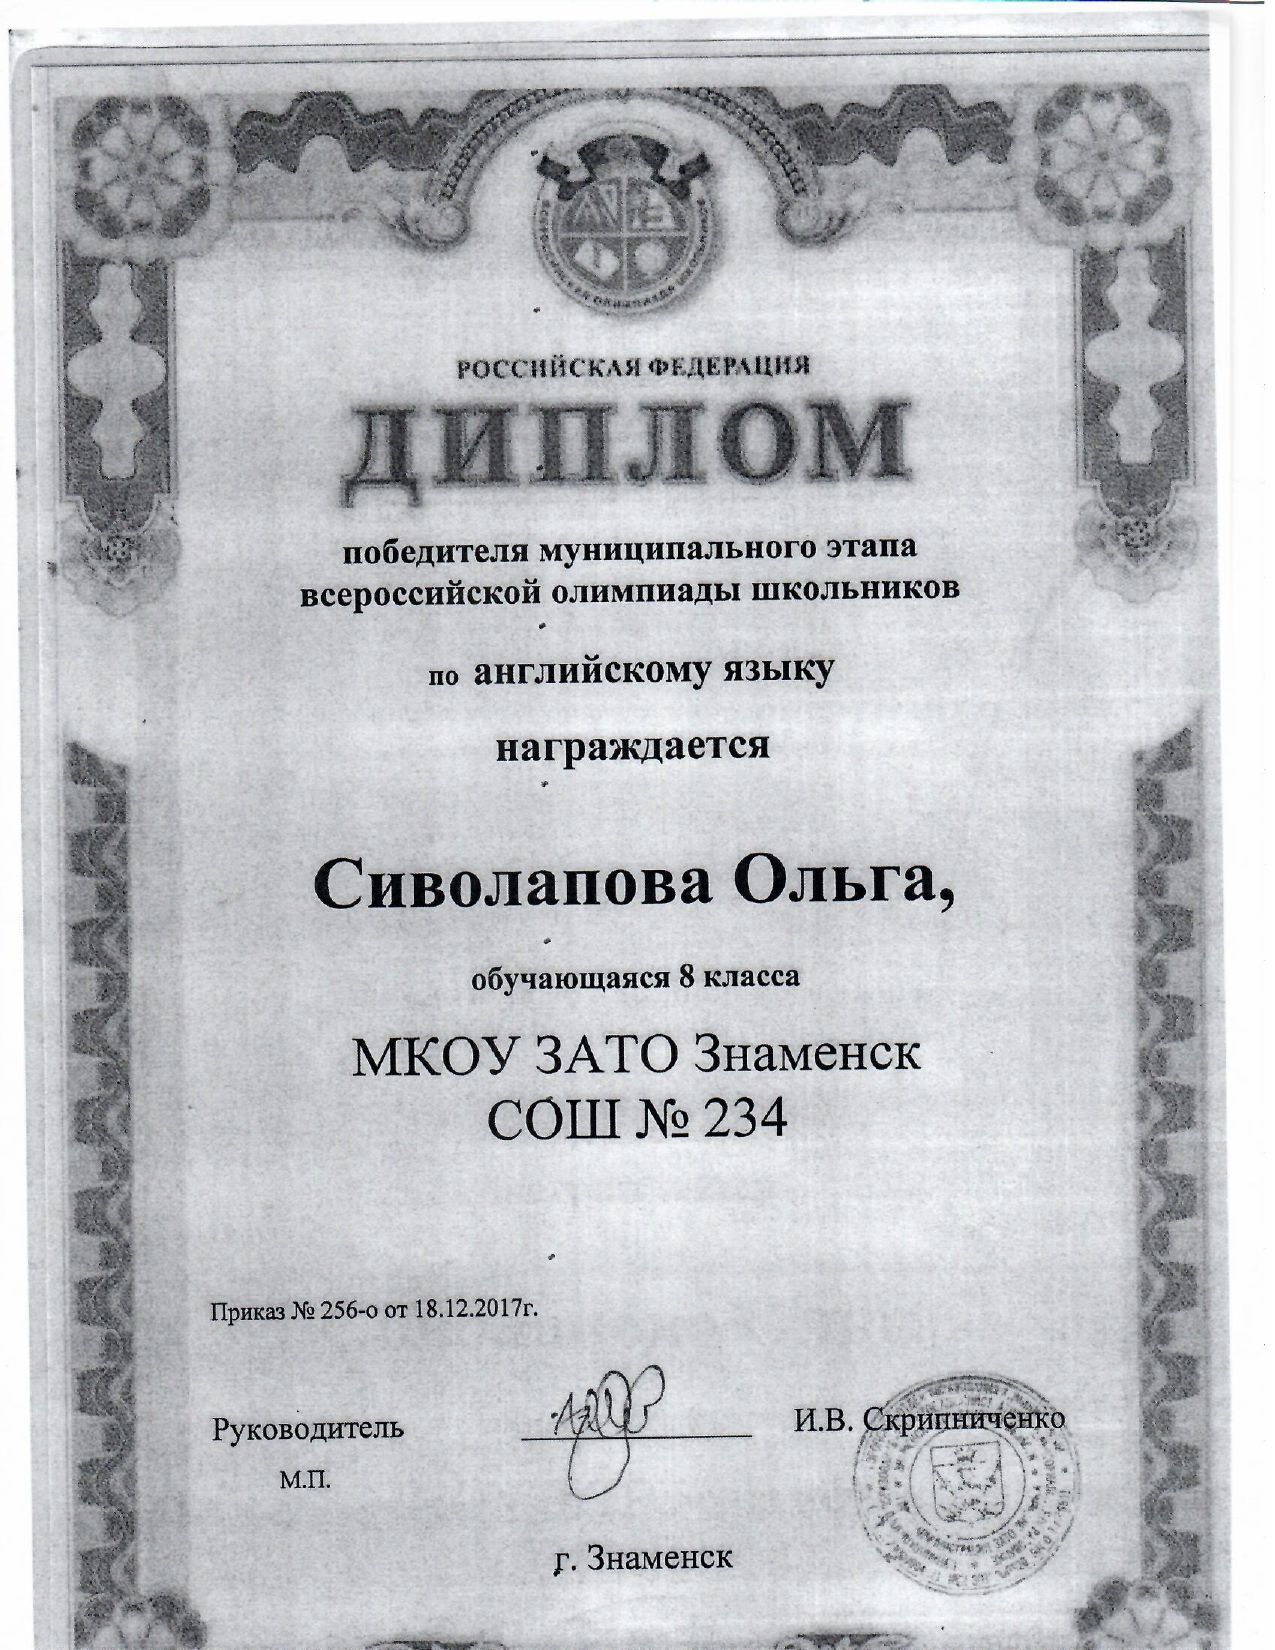 РОССИЙСКАЯ ФЕДЕРАЦИЯ
ДИПЛОМ
победителя муниципального этапа
всероссийской олимпиады школьников
по английскому языку
награждается
Сиволапова Ольга,
обучающаяся 8 класса
МКОУ ЗАТО Знаменск
СОШ № 234
Приказ № 256-о от 18.12.2017г.
Руководитель
И.В. Скрипниченко
М.П.
г. Знаменск